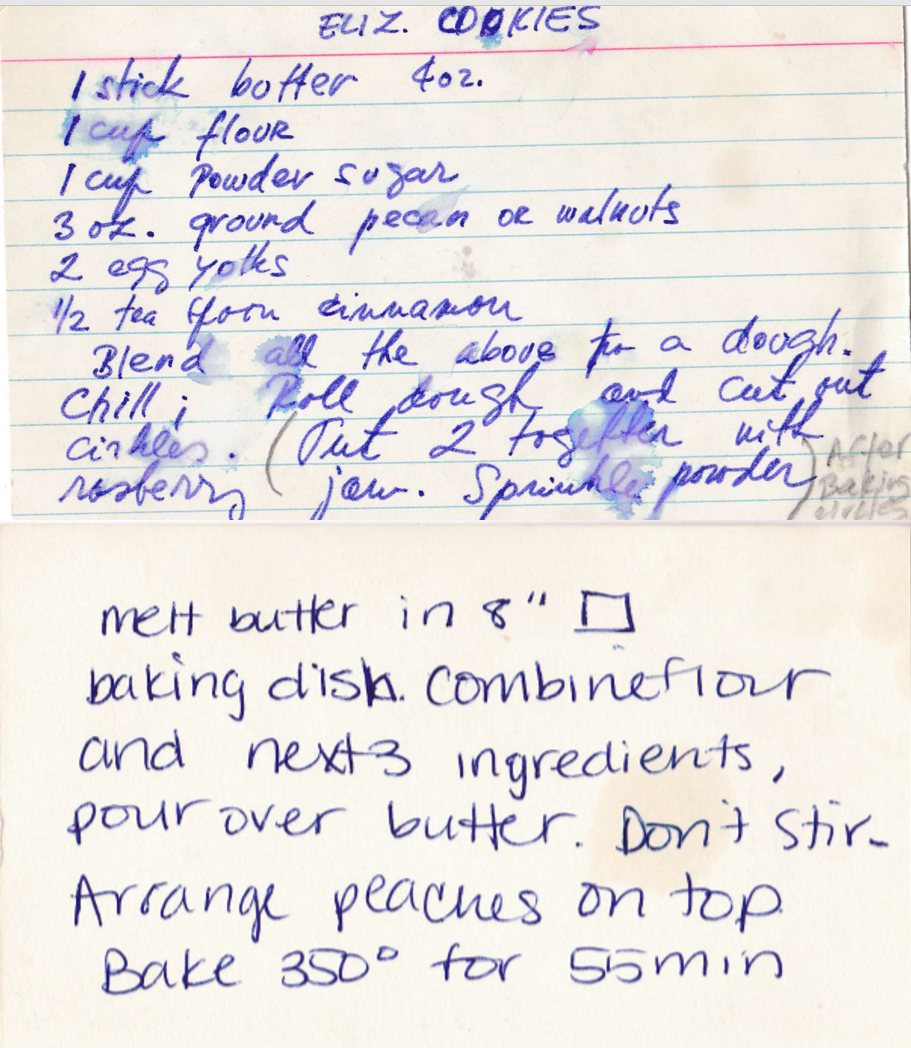 ELIZ. COOKIES
1 stick butter 4oz.
1 cup flour
1 cup Powder sugar
3 oz. ground pecan or walnuts
2 egg yolks
1/2 tea spoon cinnamon
Blend all the above to a dough.
Chill; Roll dough and cut out
cirkles. (Put 2 together with
rasberry jam. Sprinkle powder) After Baking circles
melt butter in 8" □
baking dish. Combine flour
and next 3 ingredients,
pour over butter. Don't stir-
Arrange peaches on top
Bake 350° for 55min